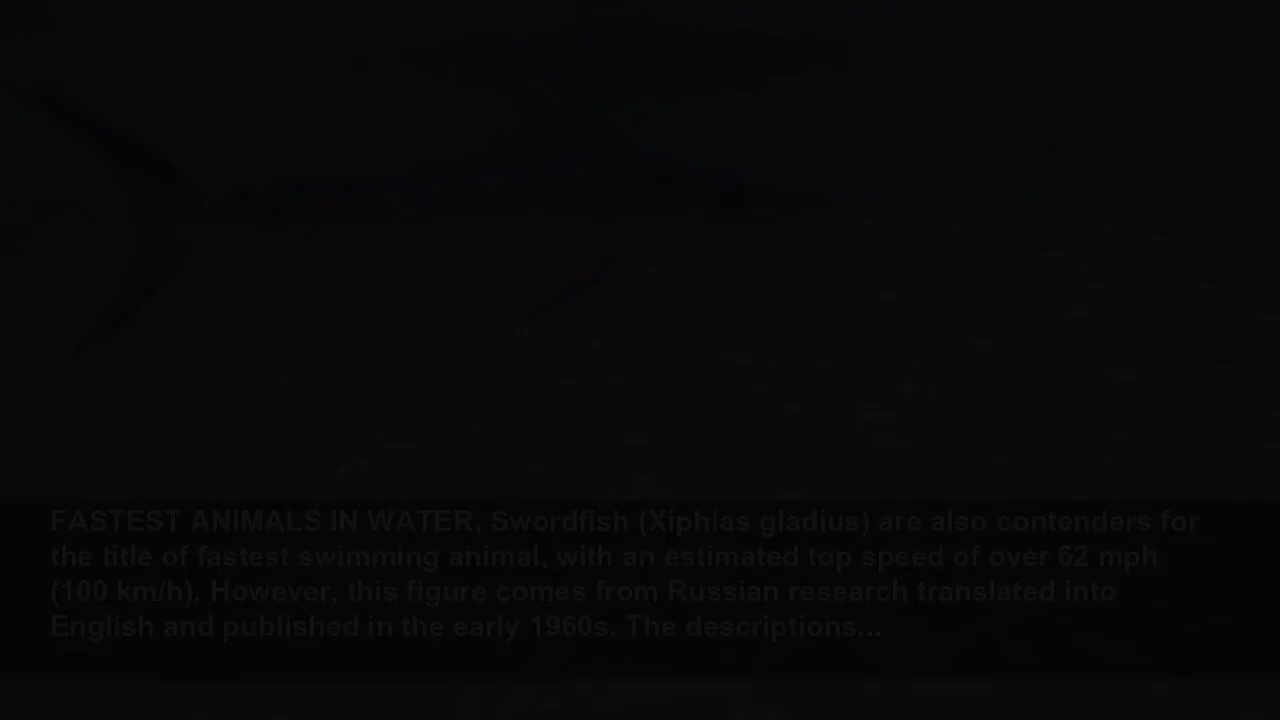 FASTEST ANIMALS IN WATER, Swordfish (Xiphias gladius) are also contenders for
the title of fastest swimming animal, with an estimated top speed of over 62 mph
(100 km/h). However, this figure comes from Russian research translated into
English and published in the early 1960s. The descriptions...